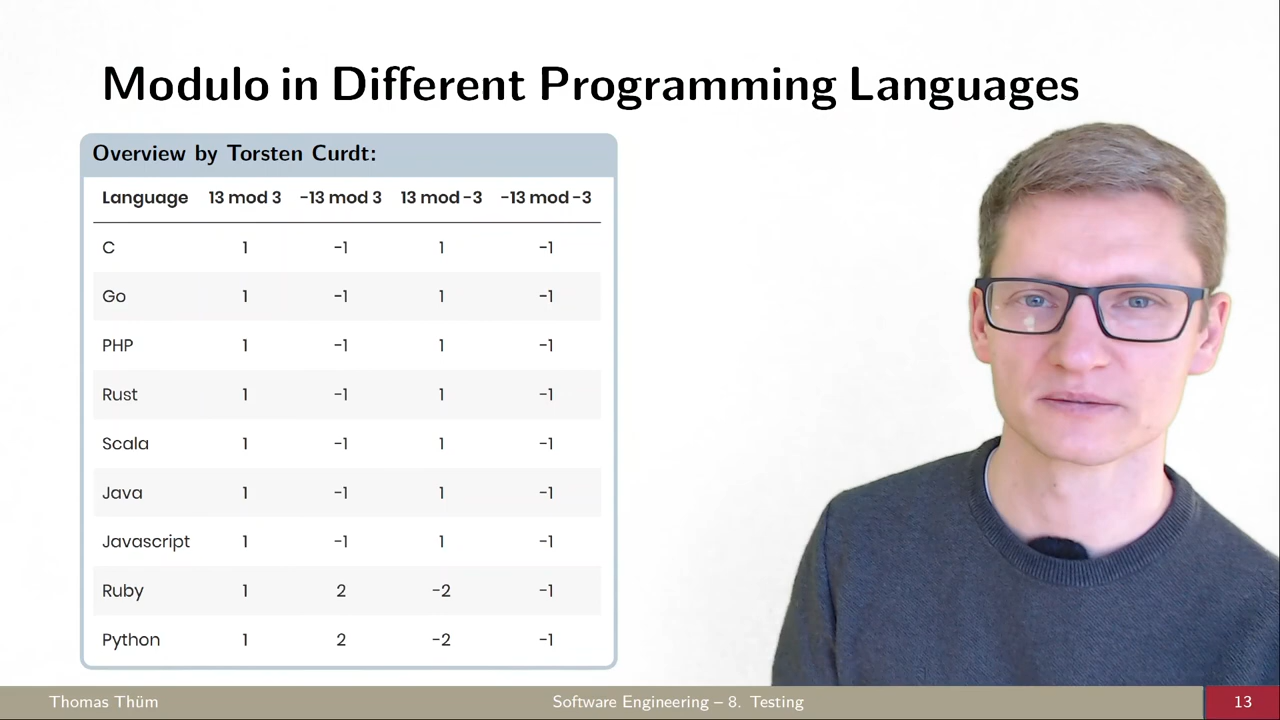 Modulo in Different Programming Languages
Overview by Torsten Curdt:
Language 13 mod 3 -13 mod 3 13 mod -3 -13 mod -3
C 1 -1 1 -1
Go 1 -1 1 -1
PHP 1 -1 1 -1
Rust 1 -1 1 -1
Scala 1 -1 1 -1
Java 1 -1 1 -1
Javascript 1 -1 1 -1
Ruby 1 2 -2 -1
Python 1 2 -2 -1
Thomas Thüm Software Engineering – 8. Testing 13